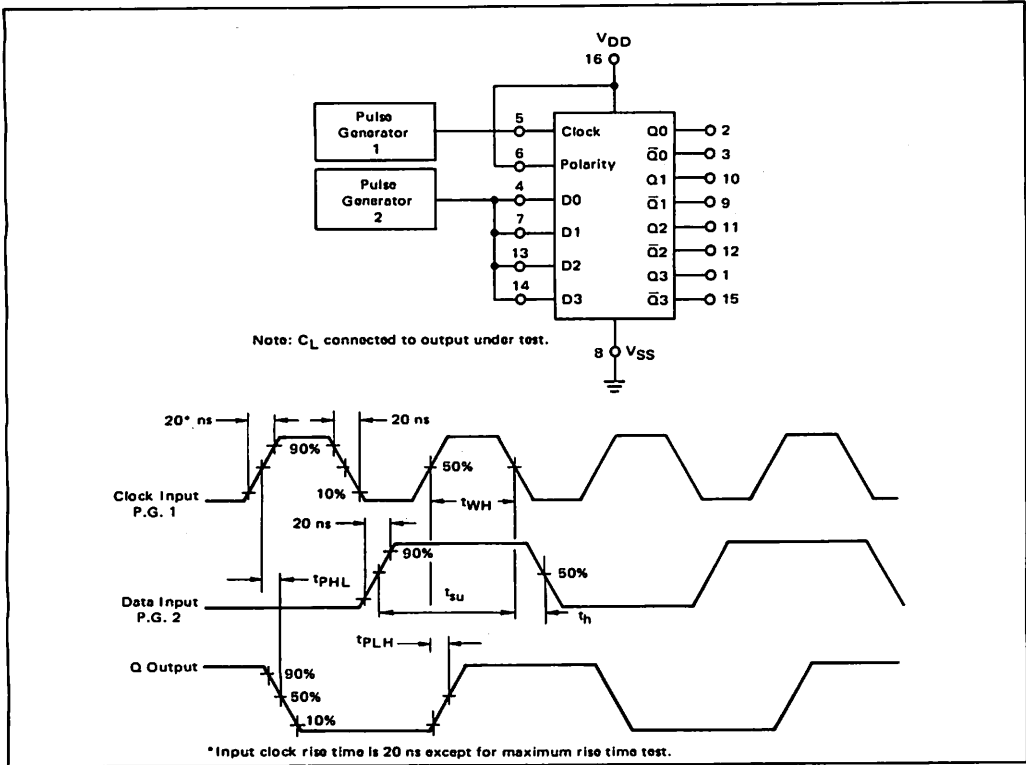 VDD
16
Pulse
Generator
1
5
Clock
Q0
2
6
Polarity
Q̅0
3
Pulse
Generator
2
4
D0
Q1
10
Q̅1
9
7
D1
Q2
11
13
D2
Q̅2
12
14
D3
Q3
1
Q̅3
15
Note: CL connected to output under test.
8
VSS
20* ns
20 ns
90%
50%
10%
Clock Input
P.G. 1
tWH
20 ns
90%
50%
tPHL
tsu
th
Data Input
P.G. 2
tPLH
Q Output
90%
50%
10%
*Input clock rise time is 20 ns except for maximum rise time test.